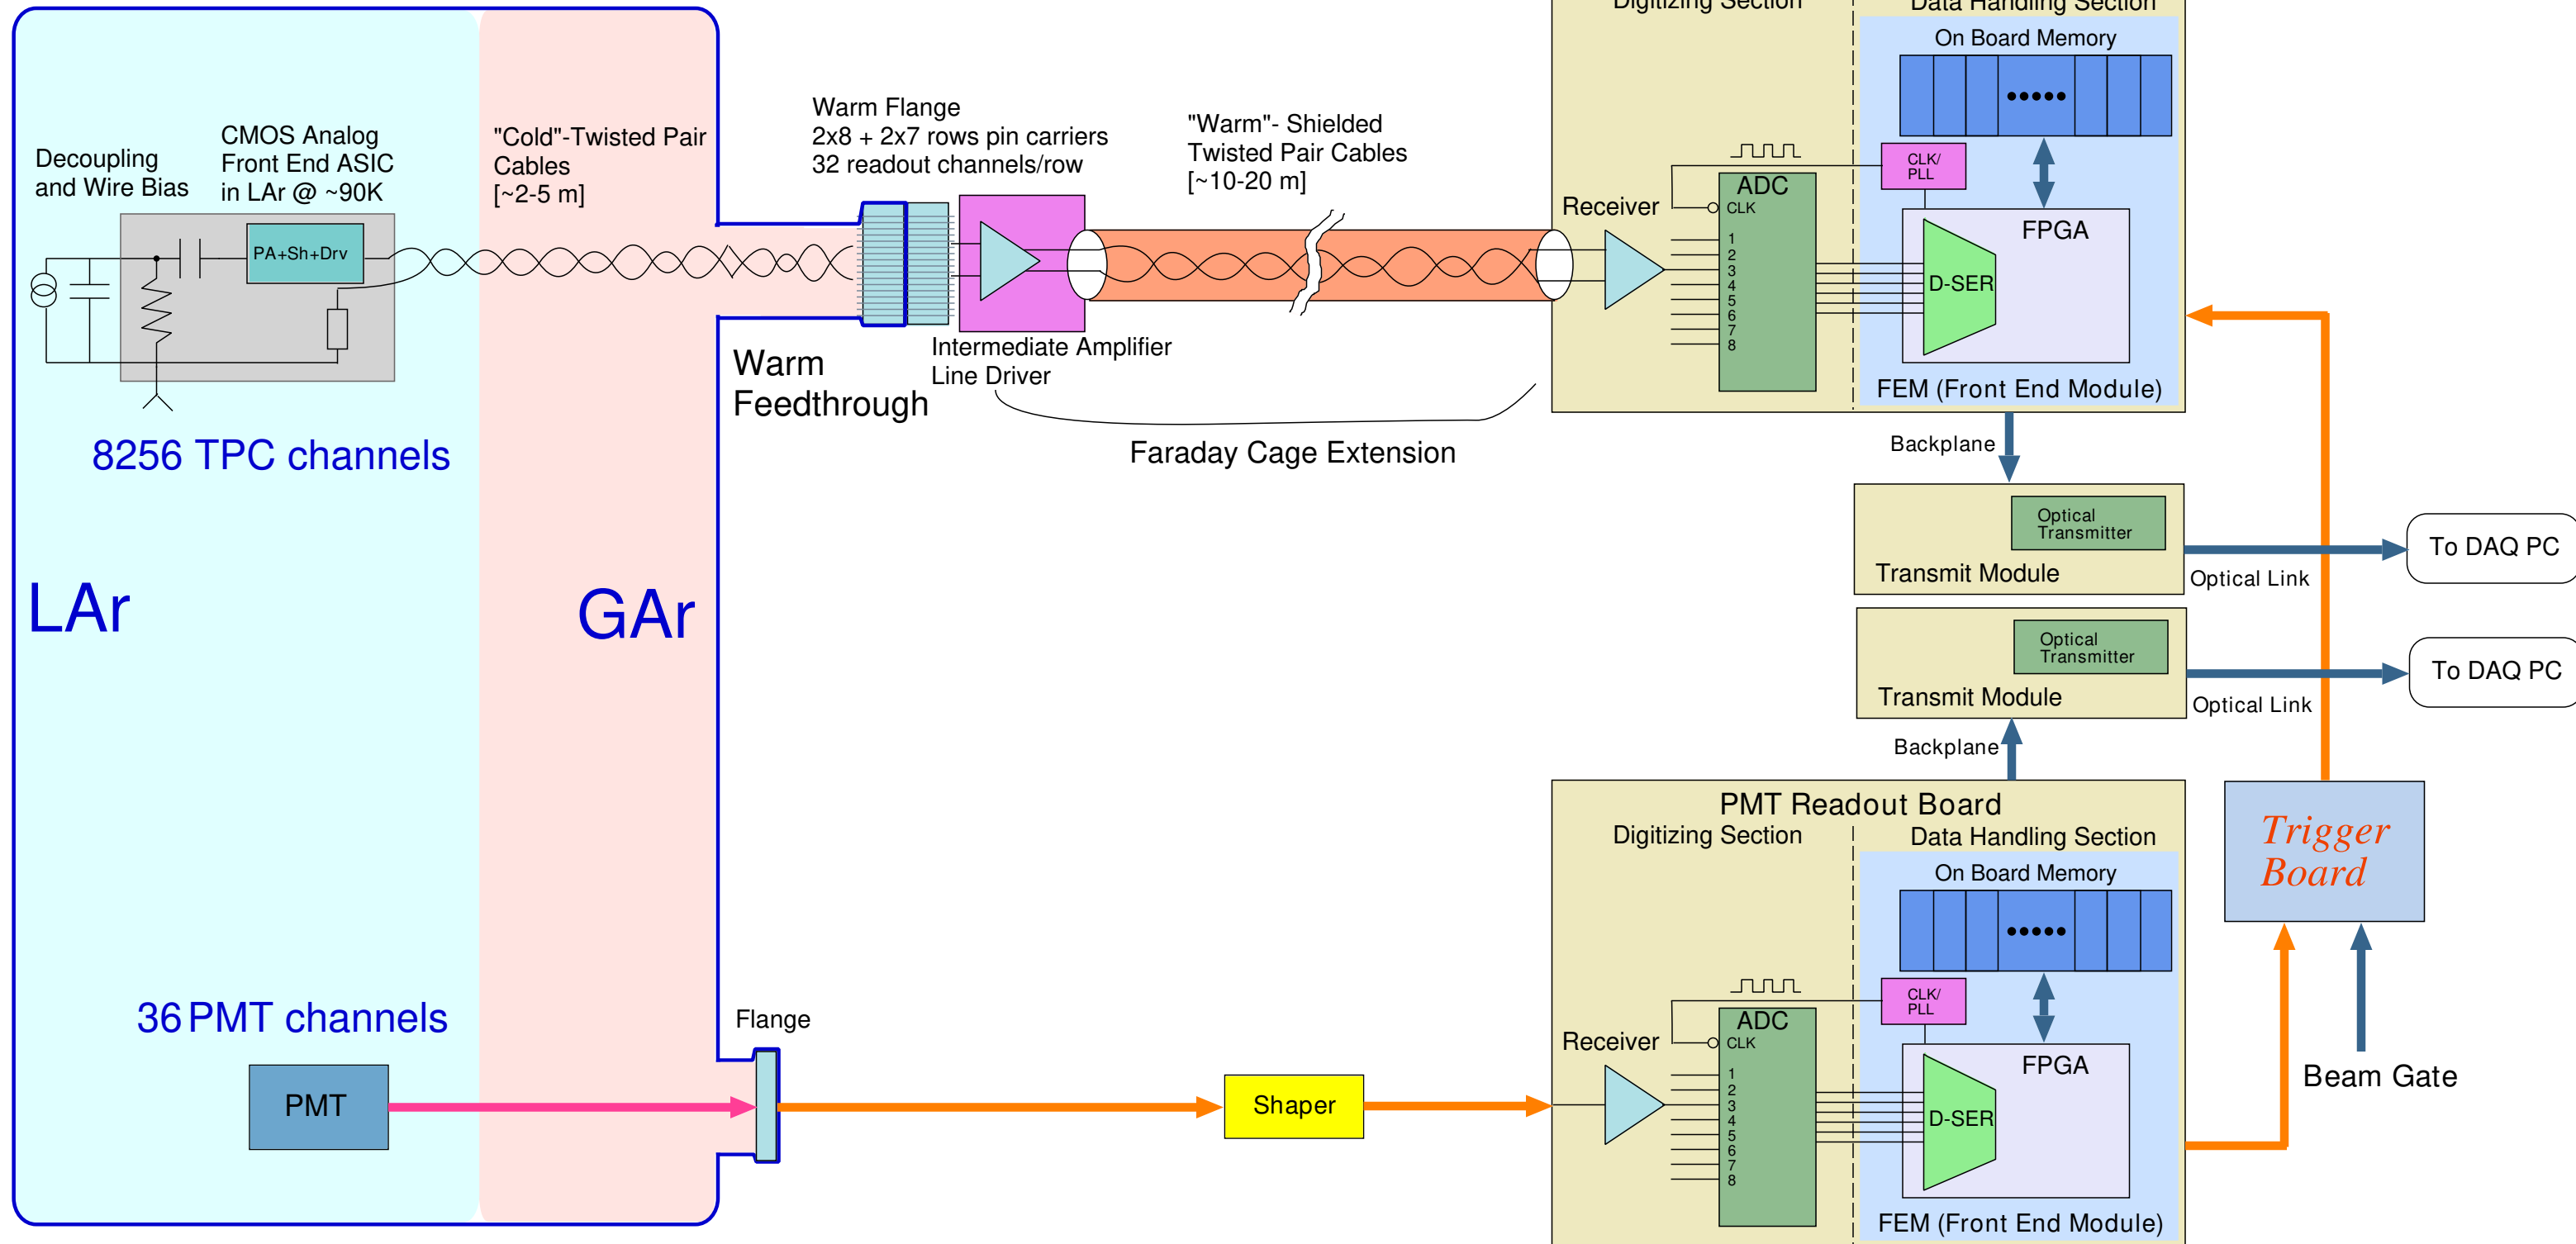 Digitizing Section
Data Handling Section
On Board Memory
Decoupling
and Wire Bias
CMOS Analog
Front End ASIC
in LAr @ ~90K
"Cold"-Twisted Pair
Cables
[~2-5 m]
Warm Flange
2x8 + 2x7 rows pin carriers
32 readout channels/row
"Warm"- Shielded
Twisted Pair Cables
[~10-20 m]
PA+Sh+Drv
Receiver
ADC
CLK
1
2
3
4
5
6
7
8
CLK/
PLL
FPGA
D-SER
FEM (Front End Module)
Intermediate Amplifier
Line Driver
Warm
Feedthrough
Faraday Cage Extension
8256 TPC channels
Backplane
Optical
Transmitter
Transmit Module
Optical Link
To DAQ PC
LAr
GAr
Optical
Transmitter
Transmit Module
Optical Link
To DAQ PC
Backplane
PMT Readout Board
Digitizing Section
Data Handling Section
On Board Memory
Trigger
Board
Beam Gate
36 PMT channels
PMT
Flange
Shaper
Receiver
ADC
CLK
1
2
3
4
5
6
7
8
CLK/
PLL
FPGA
D-SER
FEM (Front End Module)